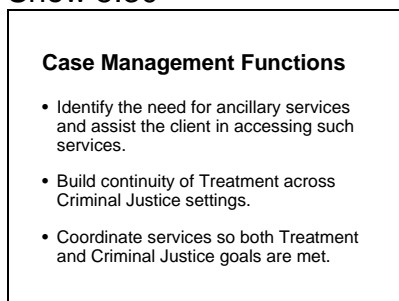 Case Management Functions
• Identify the need for ancillary services
and assist the client in accessing such
services.
• Build continuity of Treatment across
Criminal Justice settings.
• Coordinate services so both Treatment
and Criminal Justice goals are met.